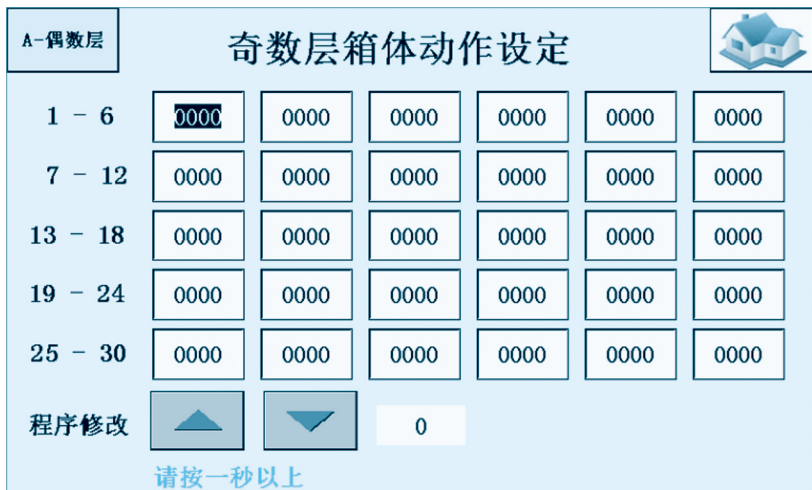 A-偶数层
奇数层箱体动作设定
1 - 6 0000 0000 0000 0000 0000 0000
7 - 12 0000 0000 0000 0000 0000 0000
13 - 18 0000 0000 0000 0000 0000 0000
19 - 24 0000 0000 0000 0000 0000 0000
25 - 30 0000 0000 0000 0000 0000 0000
程序修改 0
请按一秒以上